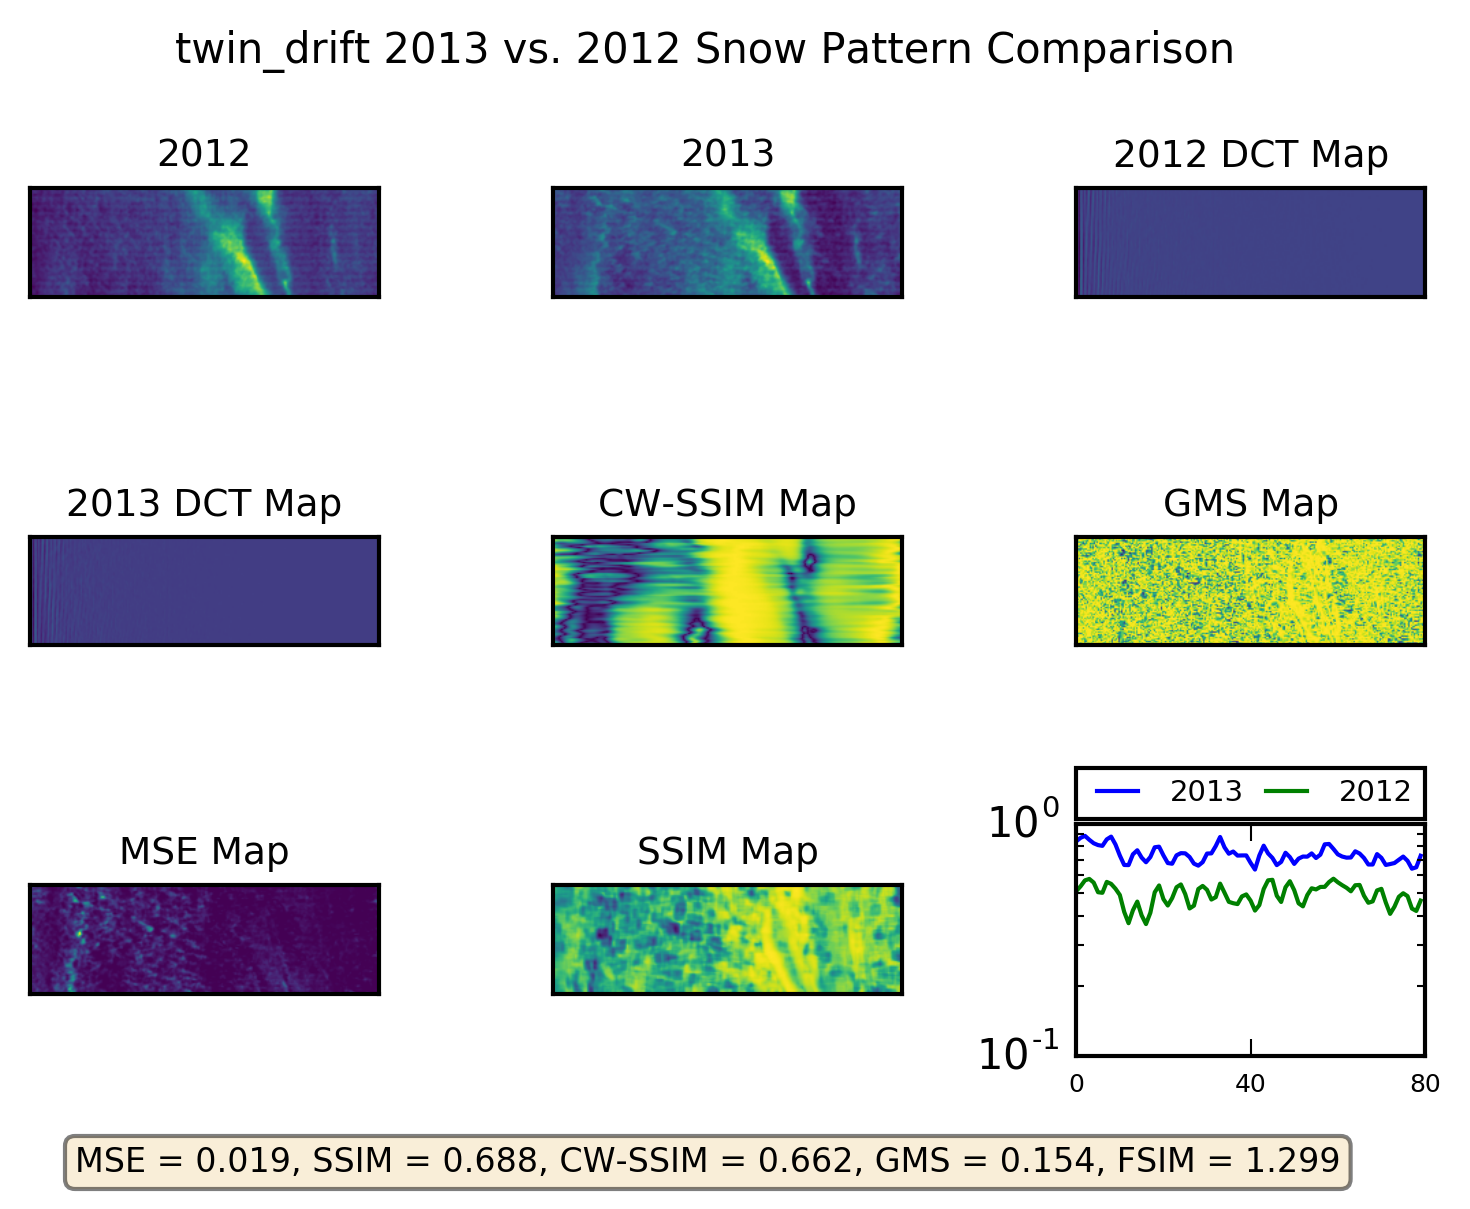 twin_drift 2013 vs. 2012 Snow Pattern Comparison
2012
2013
2012 DCT Map
2013 DCT Map
CW-SSIM Map
GMS Map
MSE Map
SSIM Map
2013 2012
10^0
10^-1
0 40 80
MSE = 0.019, SSIM = 0.688, CW-SSIM = 0.662, GMS = 0.154, FSIM = 1.299